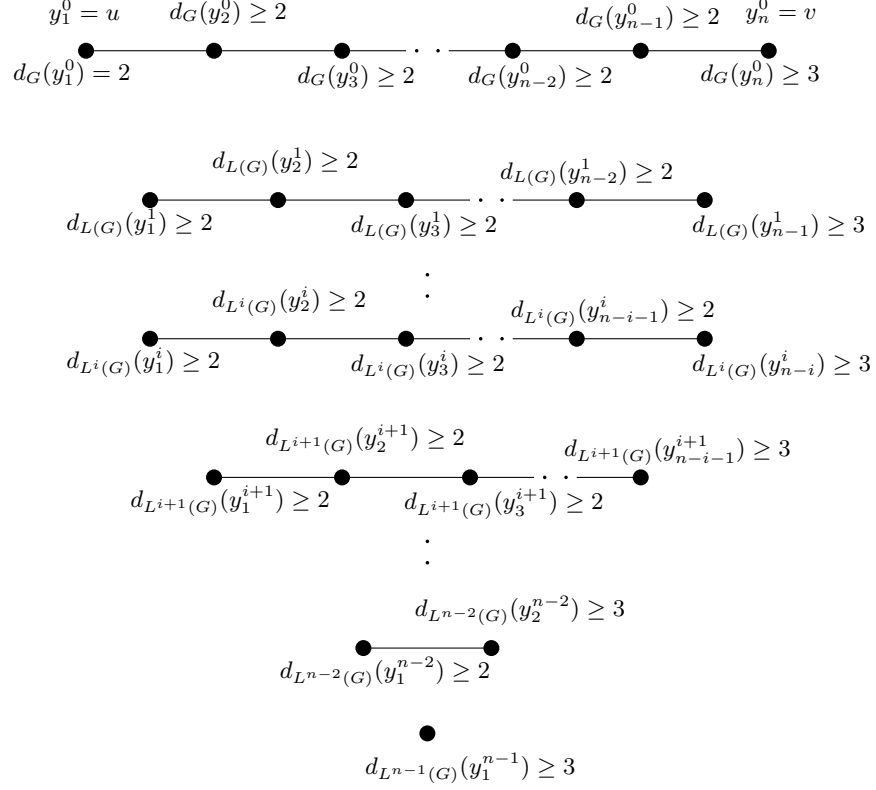 y_1^0 = u d_G(y_2^0) ≥ 2 d_G(y_{n-1}^0) ≥ 2 y_n^0 = v
d_G(y_1^0) = 2 d_G(y_3^0) ≥ 2 d_G(y_{n-2}^0) ≥ 2 d_G(y_n^0) ≥ 3
d_{L(G)}(y_2^1) ≥ 2 d_{L(G)}(y_{n-2}^1) ≥ 2
d_{L(G)}(y_1^1) ≥ 2 d_{L(G)}(y_3^1) ≥ 2 d_{L(G)}(y_{n-1}^1) ≥ 3
d_{L^i(G)}(y_2^i) ≥ 2 d_{L^i(G)}(y_{n-i-1}^i) ≥ 2
d_{L^i(G)}(y_1^i) ≥ 2 d_{L^i(G)}(y_3^i) ≥ 2 d_{L^i(G)}(y_{n-i}^i) ≥ 3
d_{L^{i+1}(G)}(y_2^{i+1}) ≥ 2 d_{L^{i+1}(G)}(y_{n-i-1}^{i+1}) ≥ 3
d_{L^{i+1}(G)}(y_1^{i+1}) ≥ 2 d_{L^{i+1}(G)}(y_3^{i+1}) ≥ 2
d_{L^{n-2}(G)}(y_2^{n-2}) ≥ 3
d_{L^{n-2}(G)}(y_1^{n-2}) ≥ 2
d_{L^{n-1}(G)}(y_1^{n-1}) ≥ 3